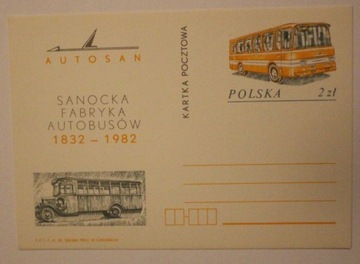 AUTOSAN
SANOCKA
FABRYKA
AUTOBUSÓW
1832 – 1982
KARTKA POCZTOWA
POLSKA 2 zł